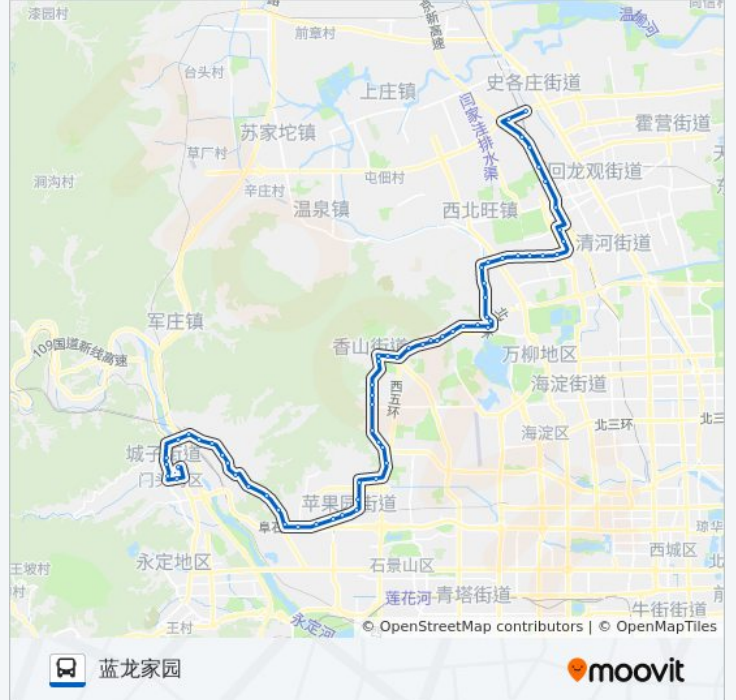 漆园村
前章村
京新高速
温榆河
台头村
上庄镇
史各庄街道
闫家洼排水渠
霍营街道
苏家坨镇
草厂村
屯佃村
回龙观街道
涧沟村
辛庄村
温泉镇
西北旺镇
清河街道
军庄镇
109国道新线高速
香山街道
万柳地区
西五环
海淀街道
北三环
北三
海淀区
城子街道
苹果园街道
琼华
西城区
永定地区
石景山区
王坡村
莲花河
青塔街道
牛街街道
王村
永定河
© OpenStreetMap contributors | © OpenMapTiles
蓝龙家园
moovit